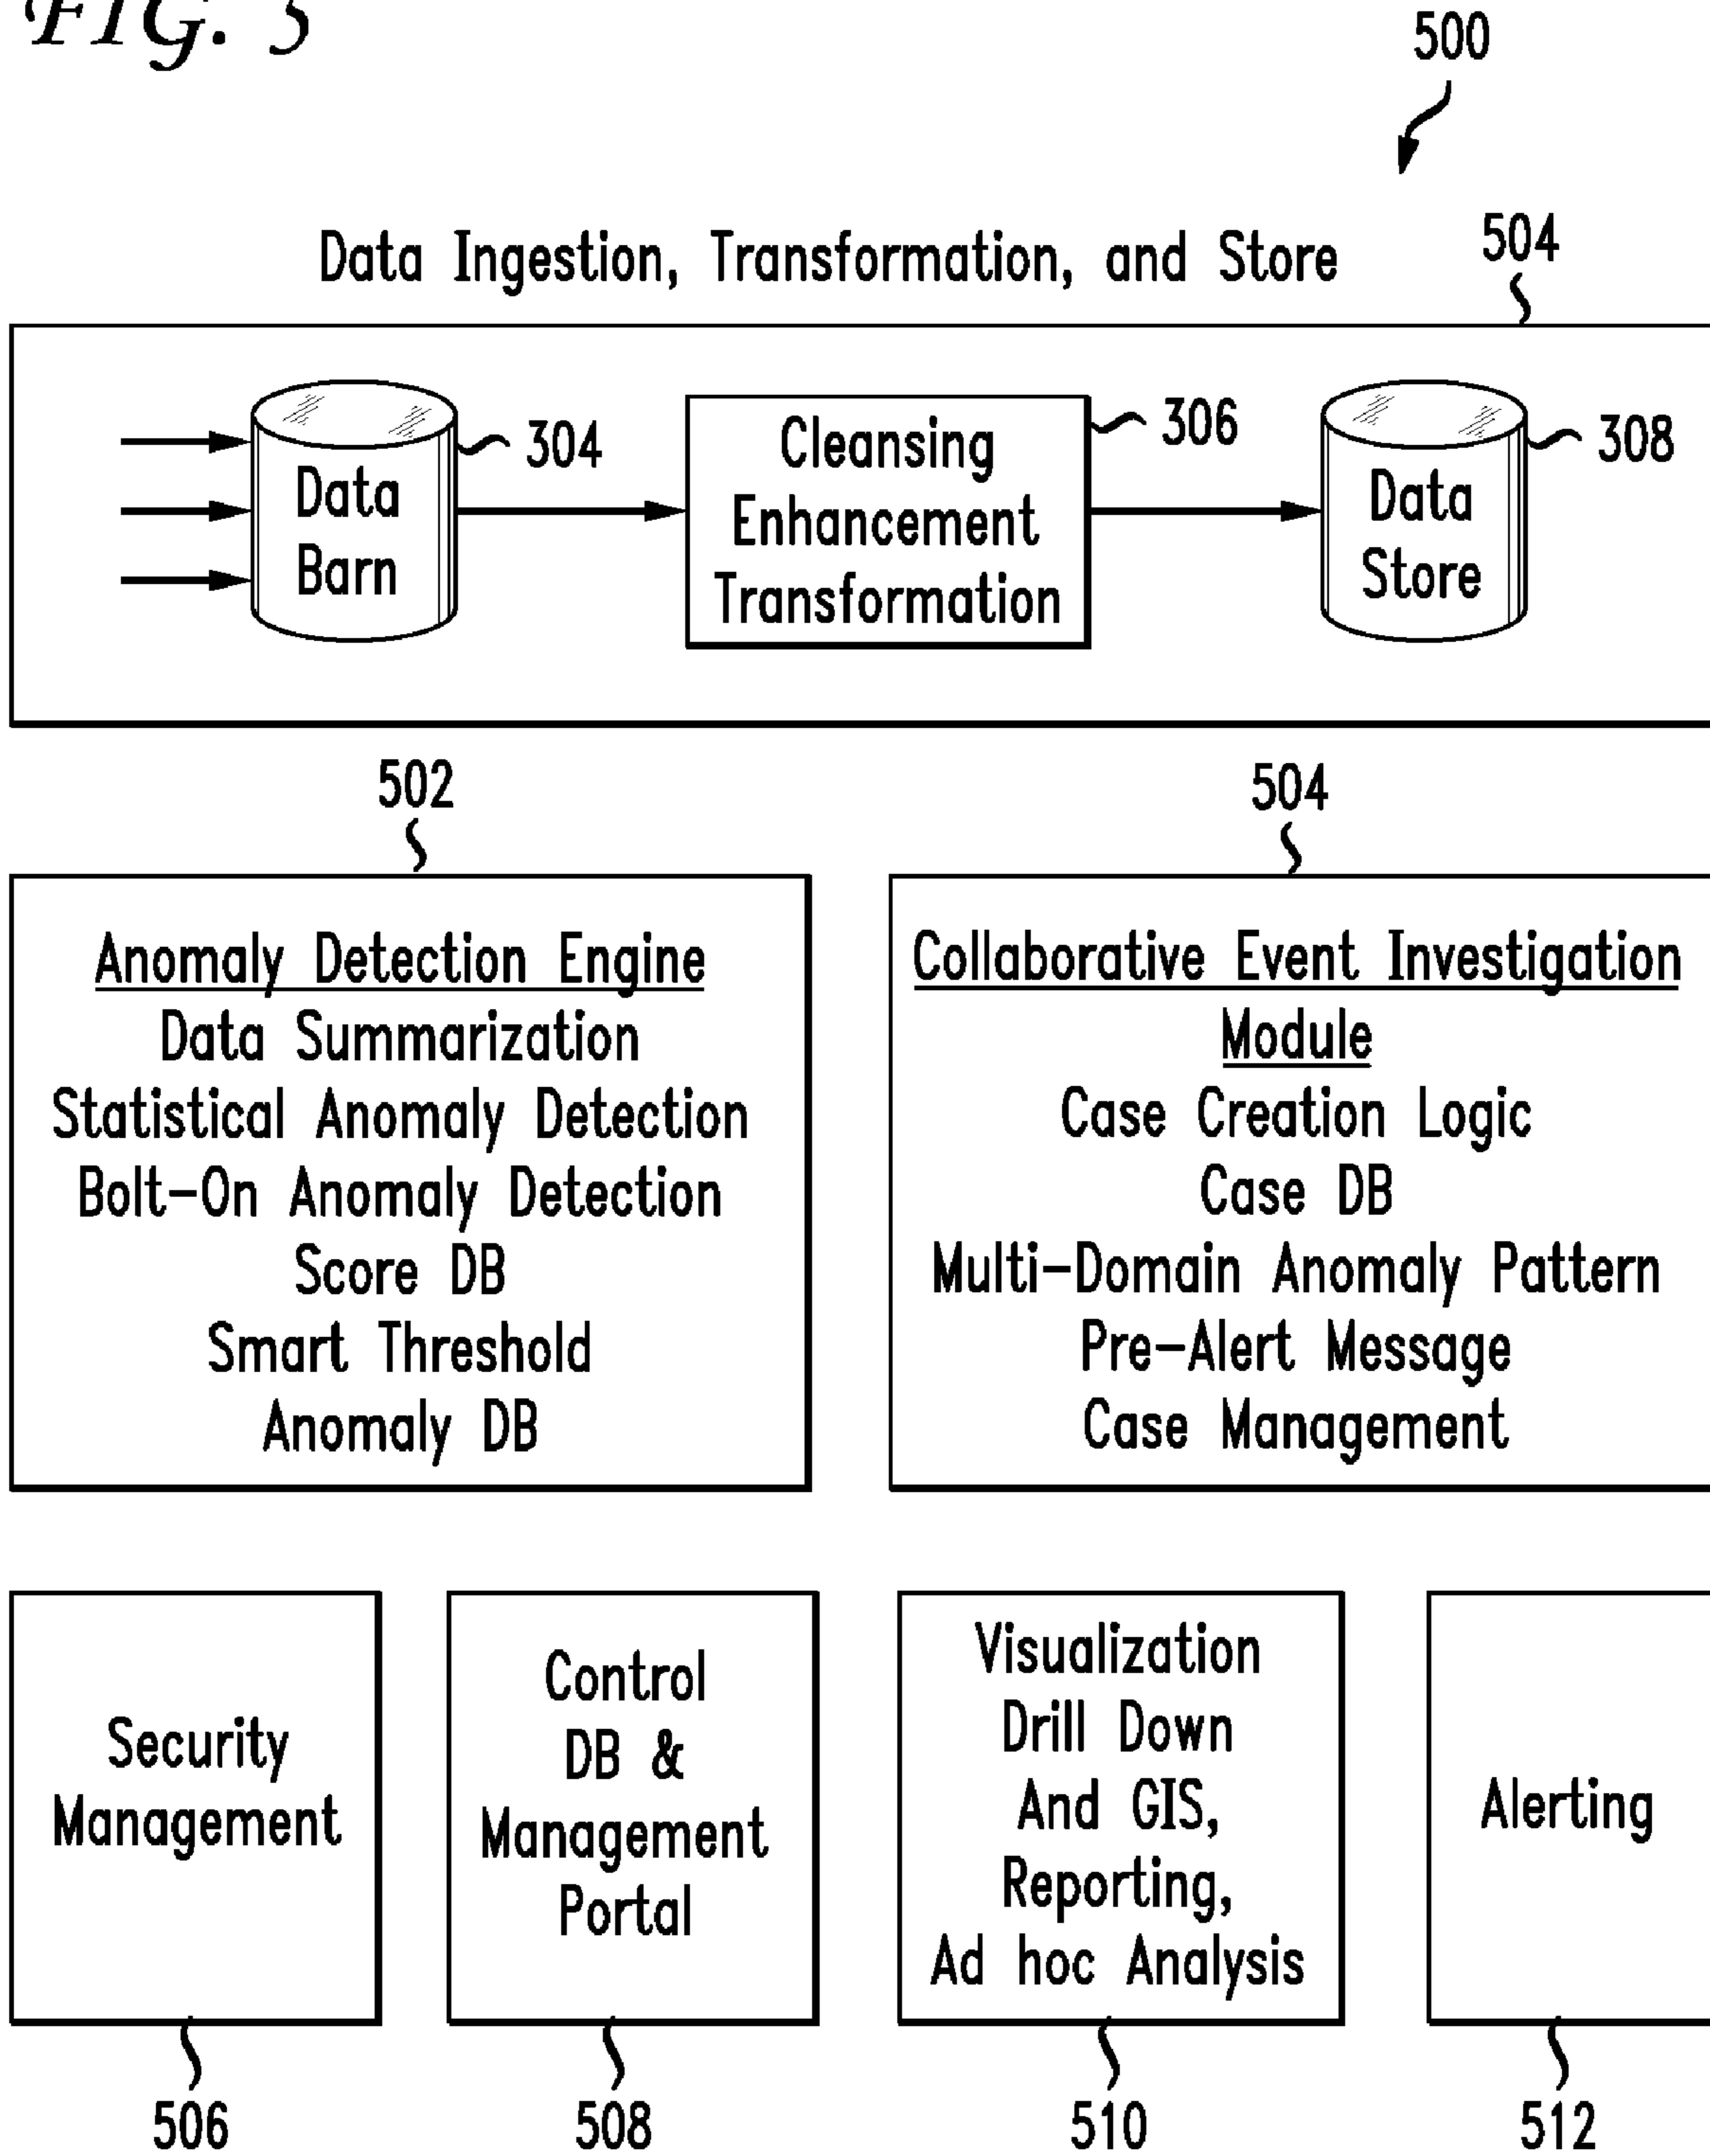 FIG. 5
500
Data Ingestion, Transformation, and Store
504
Data
Barn
304
Cleansing
Enhancement
Transformation
306
Data
Store
308
502
Anomaly Detection Engine
Data Summarization
Statistical Anomaly Detection
Bolt-On Anomaly Detection
Score DB
Smart Threshold
Anomaly DB
504
Collaborative Event Investigation
Module
Case Creation Logic
Case DB
Multi-Domain Anomaly Pattern
Pre-Alert Message
Case Management
Security
Management
506
Control
DB &
Management
Portal
508
Visualization
Drill Down
And GIS,
Reporting,
Ad hoc Analysis
510
Alerting
512